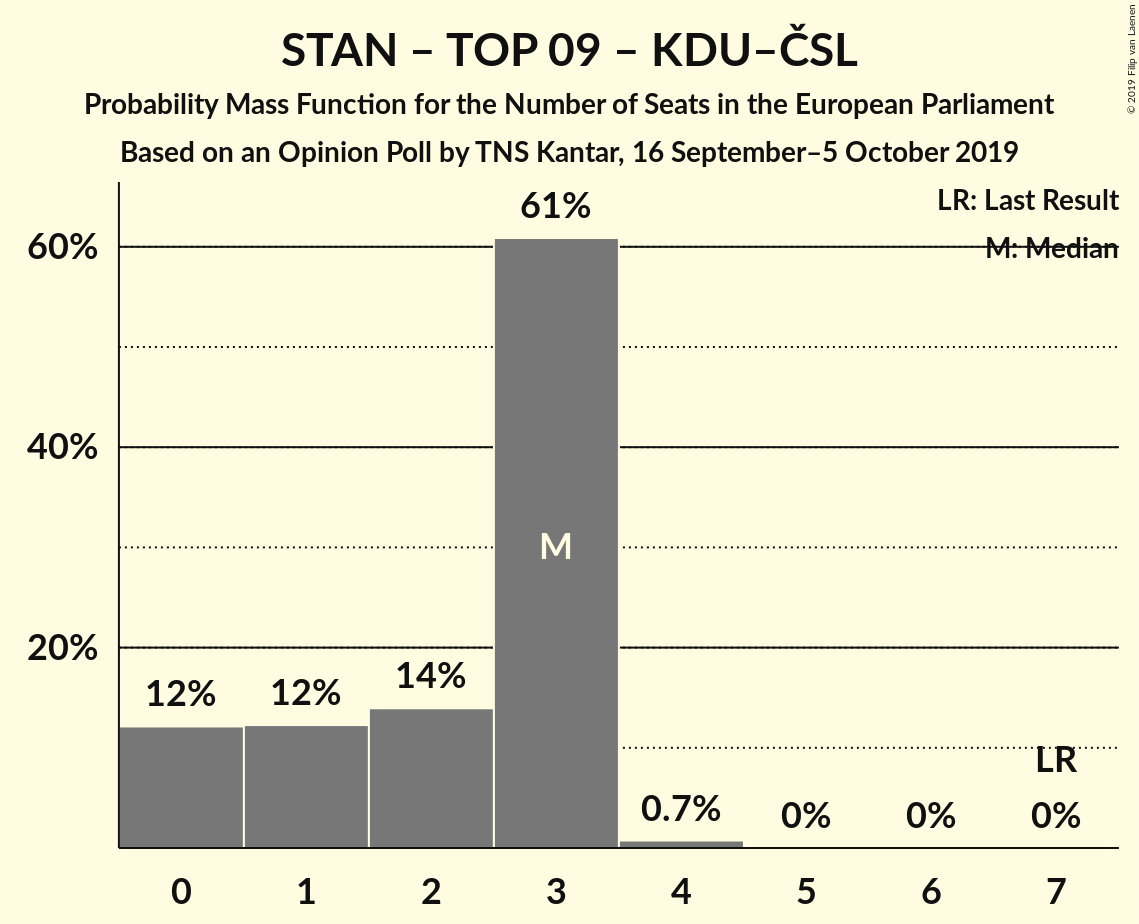 STAN – TOP 09 – KDU–ČSL
Probability Mass Function for the Number of Seats in the European Parliament
Based on an Opinion Poll by TNS Kantar, 16 September–5 October 2019
© 2019 Filip van Laenen
LR: Last Result
M: Median
60%
40%
20%
61%
M
12%
12%
14%
0.7%
0%
0%
LR
0%
0
1
2
3
4
5
6
7